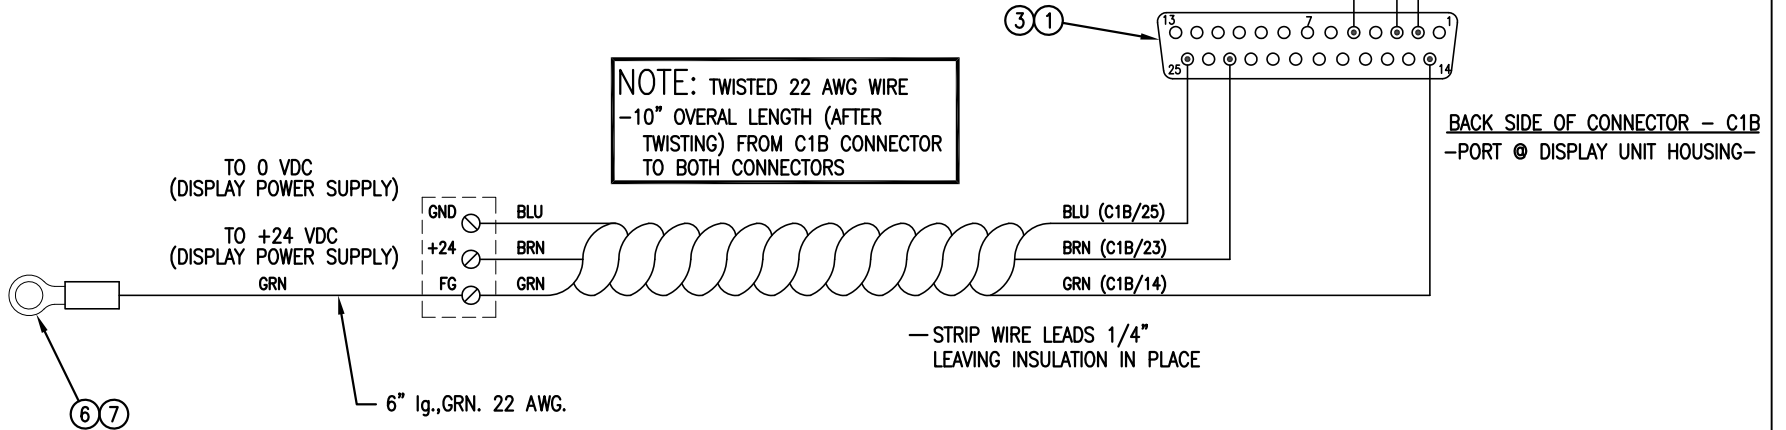 3 1
13 7 1
25 14
NOTE: TWISTED 22 AWG WIRE
-10" OVERAL LENGTH (AFTER
TWISTING) FROM C1B CONNECTOR
TO BOTH CONNECTORS
BACK SIDE OF CONNECTOR - C1B
-PORT @ DISPLAY UNIT HOUSING-
TO 0 VDC
(DISPLAY POWER SUPPLY)
GND BLU BLU (C1B/25)
TO +24 VDC
(DISPLAY POWER SUPPLY)
+24 BRN BRN (C1B/23)
GRN FG GRN GRN (C1B/14)
- STRIP WIRE LEADS 1/4"
LEAVING INSULATION IN PLACE
6" lg.,GRN. 22 AWG.
6 7